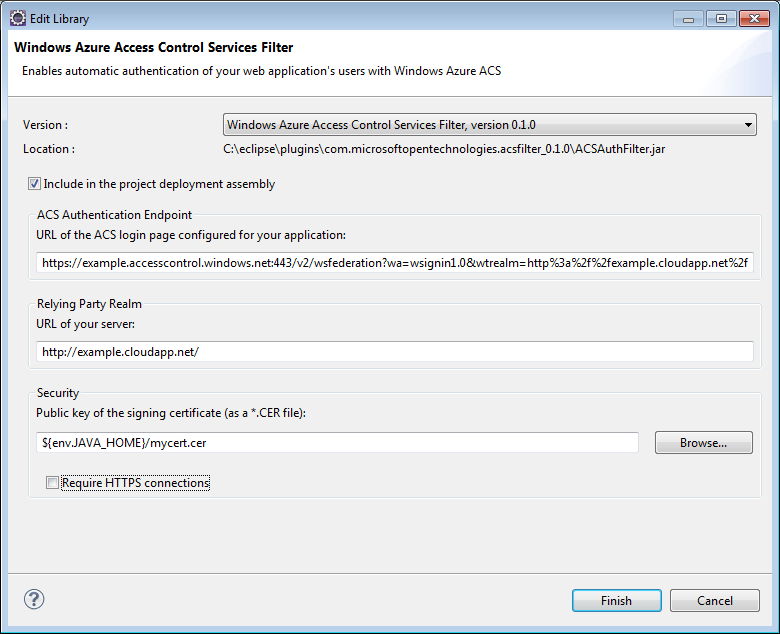 Edit Library
Windows Azure Access Control Services Filter
Enables automatic authentication of your web application's users with Windows Azure ACS
Version :
Windows Azure Access Control Services Filter, version 0.1.0
Location :
C:\eclipse\plugins\com.microsoftopentechnologies.acsfilter_0.1.0\ACSAuthFilter.jar
Include in the project deployment assembly
ACS Authentication Endpoint
URL of the ACS login page configured for your application:
https://example.accesscontrol.windows.net:443/v2/wsfederation?wa=wsignin1.0&wtrealm=http%3a%2f%2fexample.cloudapp.net%2f
Relying Party Realm
URL of your server:
http://example.cloudapp.net/
Security
Public key of the signing certificate (as a *.CER file):
${env.JAVA_HOME}/mycert.cer
Browse...
Require HTTPS connections
?
Finish
Cancel